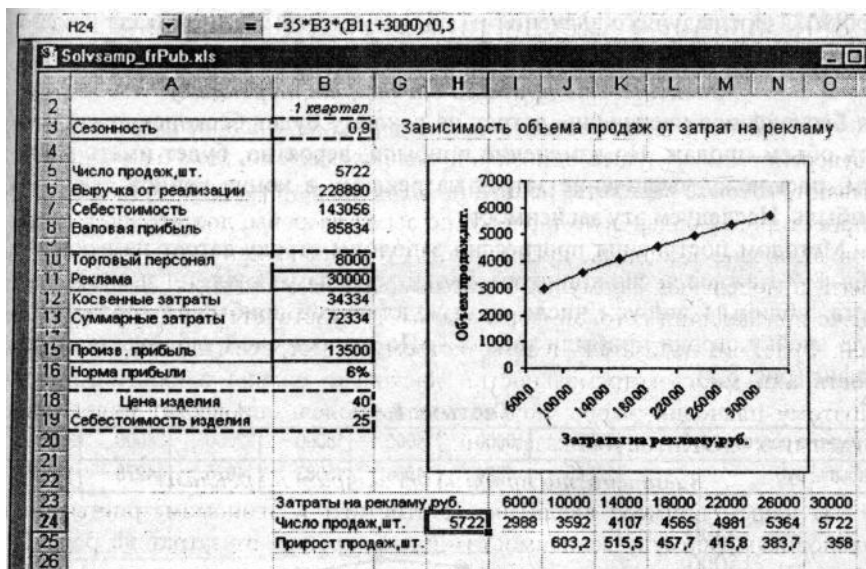 H24 = =35*B3*(B11+3000)^0,5
Solvsamp_frPub.xls
A B G H I J K L M N O
2 1 квартал
3 Сезонность 0,9
4
5 Число продаж,шт. 5722
6 Выручка от реализации 228890
7 Себестоимость 143056
8 Валовая прибыль 85834
10 Торговый персонал 8000
11 Реклама 30000
12 Косвенные затраты 34334
13 Суммарные затраты 72334
15 Произв. прибыль 13500
16 Норма прибыли 6%
18 Цена изделия 40
19 Себестоимость изделия 25
20
21
22
Зависимость объема продаж от затрат на рекламу
Объем продаж,шт.
7000
6000
5000
4000
3000
2000
1000
0
6000 10000 14000 18000 22000 26000 30000
Затраты на рекламу,руб.
23 Затраты на рекламу,руб. 6000 10000 14000 18000 22000 26000 30000
24 Число продаж,шт. 5722 2988 3592 4107 4565 4981 5364 5722
25 Прирост продаж,шт. 603,2 515,5 457,7 415,8 383,7 358
26